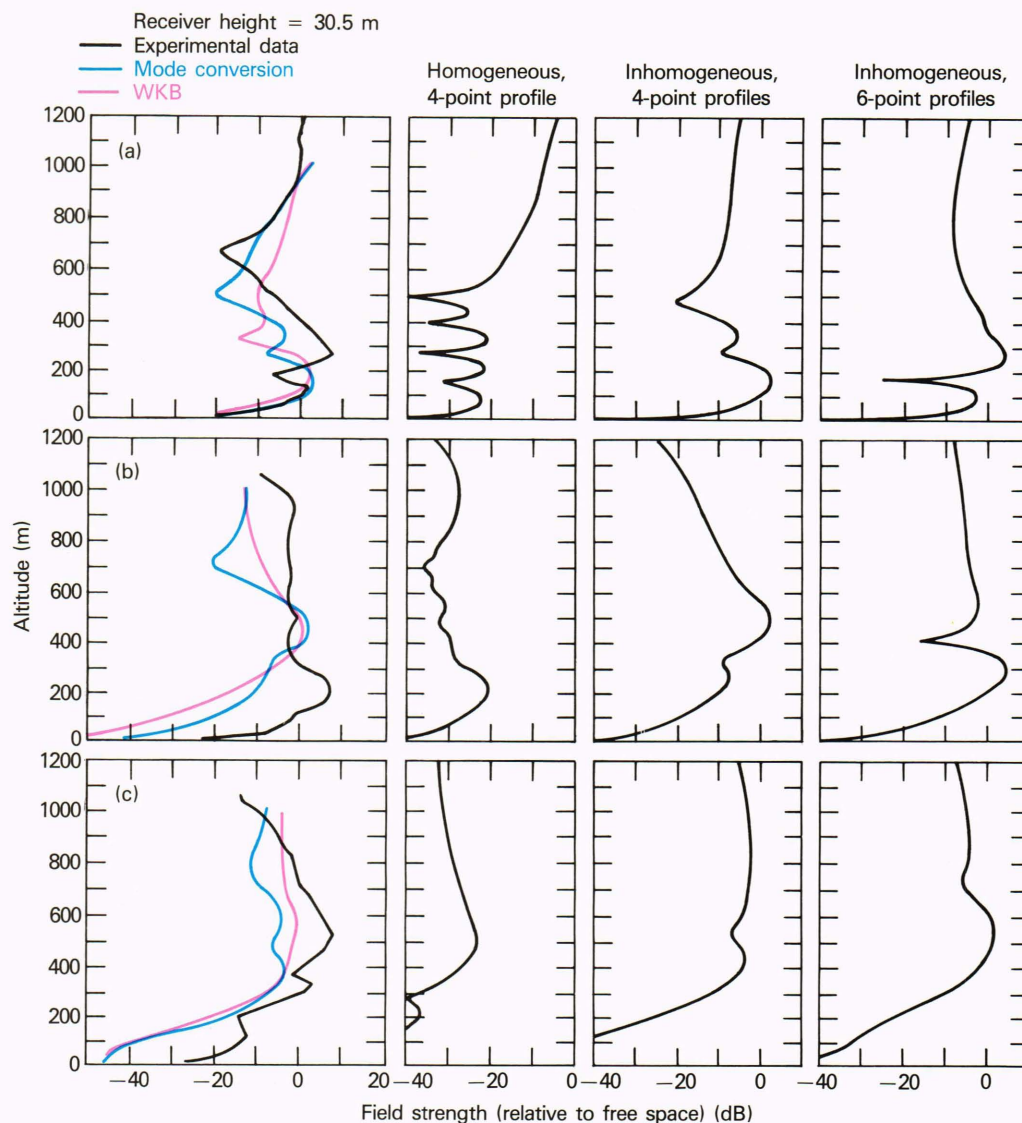 Receiver height = 30.5 m
Experimental data
Mode conversion
WKB
Homogeneous,
4-point profile
Inhomogeneous,
4-point profiles
Inhomogeneous,
6-point profiles
1200
(a)
1000
800
600
400
200
0
1200
(b)
1000
800
600
400
200
0
1200
(c)
1000
800
600
400
200
0
Altitude (m)
−40 −20 0 20 −40 −20 0 −40 −20 0 −40 −20 0
Field strength (relative to free space) (dB)